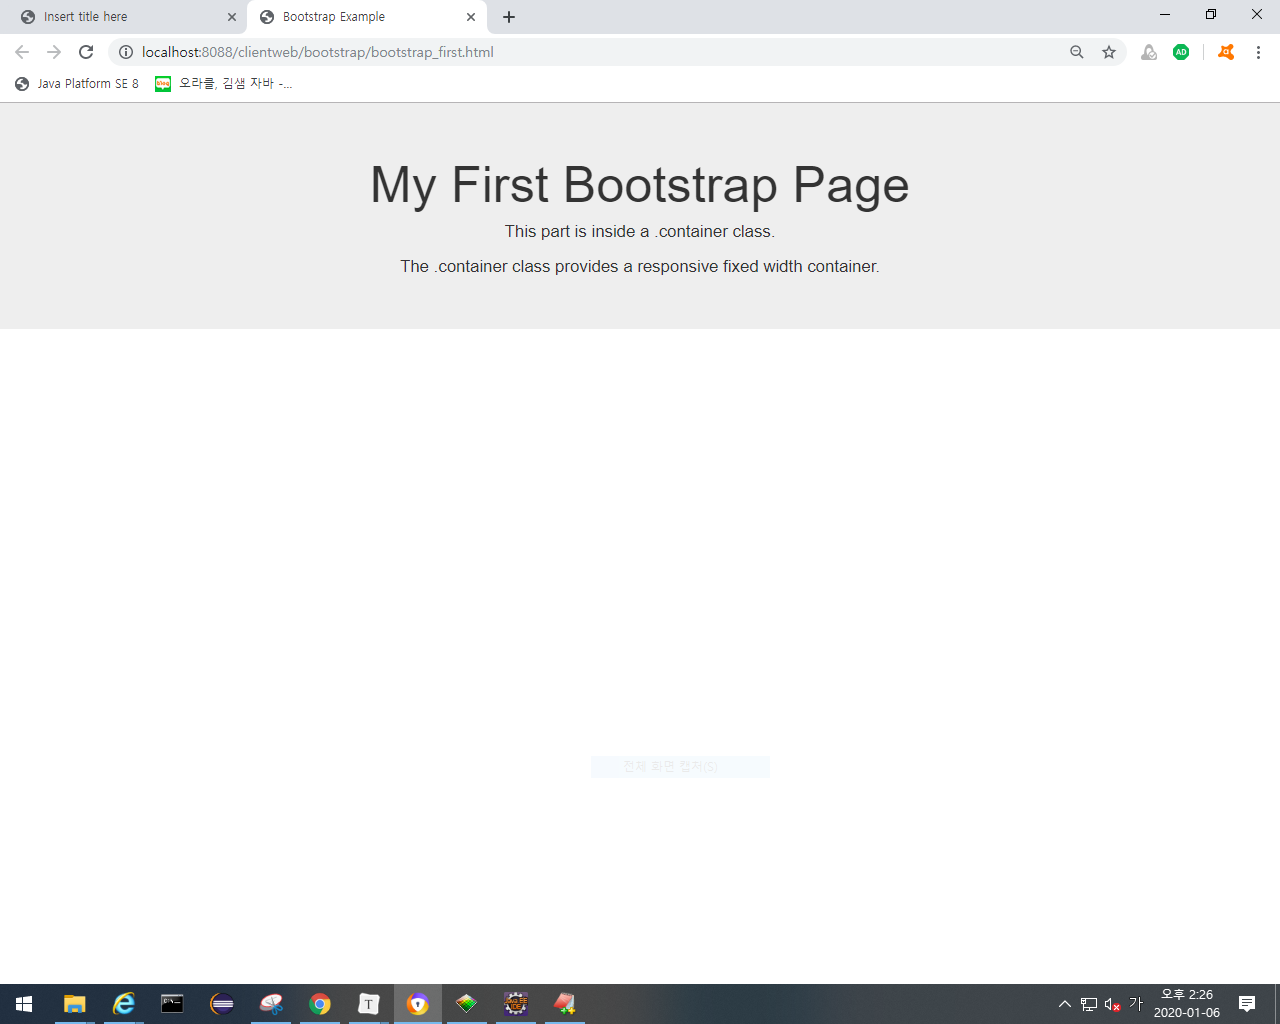 Insert title here
Bootstrap Example
localhost:8088/clientweb/bootstrap/bootstrap_first.html
AD
Java Platform SE 8
blog
오라클, 김샘 자바 -...
My First Bootstrap Page
This part is inside a .container class.
The .container class provides a responsive fixed width container.
전체 화면 캡처(S)
T
가
오후 2:26
2020-01-06